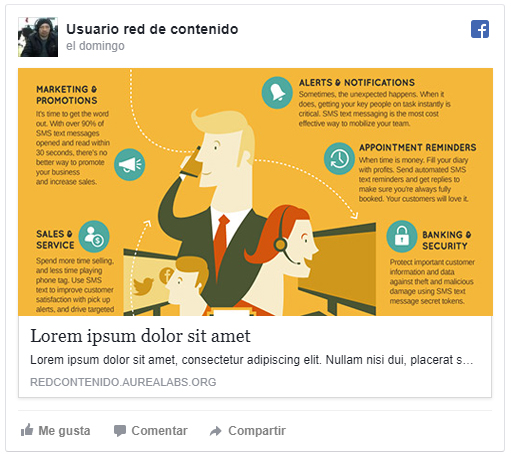 Usuario red de contenido
el domingo
MARKETING &
PROMOTIONS
It's time to get the word
out. With over 90% of
SMS text messages
opened and read within
30 seconds, there's no
better way to promote
your business
and increase sales.
ALERTS & NOTIFICATIONS
Sometimes, the unexpected happens. When it
does, getting your key people on task instantly is
critical. SMS text messaging is the most cost
effective way to mobilize your team.
APPOINTMENT REMINDERS
When time is money. Fill your diary
with profits. Send automated SMS
text reminders and get replies to
make sure you're always fully
booked. Your customers will love it.
SALES &
SERVICE
Spend more time selling,
and less time playing
phone tag. Use SMS
text to improve customer
satisfaction with pick up
alerts, and drive targeted
BANKING &
SECURITY
Protect important customer
information and data
against theft and malicious
damage using SMS text
message secret tokens.
Lorem ipsum dolor sit amet
Lorem ipsum dolor sit amet, consectetur adipiscing elit. Nullam nisi dui, placerat s...
REDCONTENIDO.AUREALABS.ORG
Me gusta
Comentar
Compartir